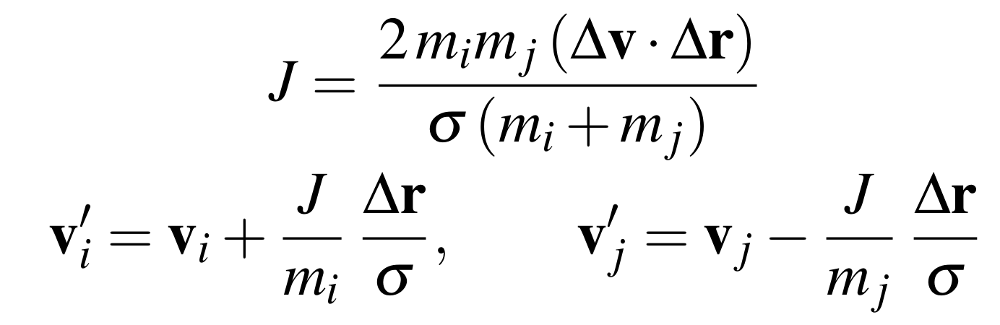 J = \frac{2 m_i m_j (\Delta \mathbf{v} \cdot \Delta \mathbf{r})}{\sigma (m_i + m_j)}
\mathbf{v}_i' = \mathbf{v}_i + \frac{J}{m_i} \frac{\Delta \mathbf{r}}{\sigma}, \qquad \mathbf{v}_j' = \mathbf{v}_j - \frac{J}{m_j} \frac{\Delta \mathbf{r}}{\sigma}